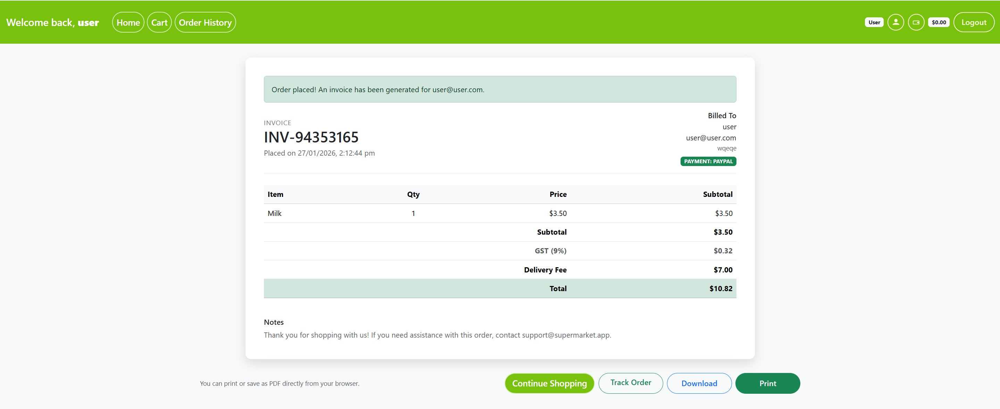 Welcome back, user
Home
Cart
Order History
User
$0.00
Logout
Order placed! An invoice has been generated for user@user.com.
INVOICE
INV-94353165
Placed on 27/01/2026, 2:12:44 pm
Billed To
user
user@user.com
wqeqe
PAYMENT: PAYPAL
Item Qty Price Subtotal
Milk 1 $3.50 $3.50
Subtotal $3.50
GST (9%) $0.32
Delivery Fee $7.00
Total $10.82
Notes
Thank you for shopping with us! If you need assistance with this order, contact support@supermarket.app.
You can print or save as PDF directly from your browser.
Continue Shopping
Track Order
Download
Print